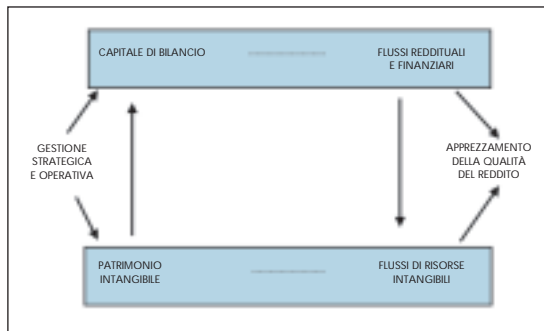 CAPITALE DI BILANCIO
FLUSSI REDDITUALI
E FINANZIARI
GESTIONE
STRATEGICA
E OPERATIVA
APPREZZAMENTO
DELLA QUALITÀ
DEL REDDITO
PATRIMONIO
INTANGIBILE
FLUSSI DI RISORSE
INTANGIBILI